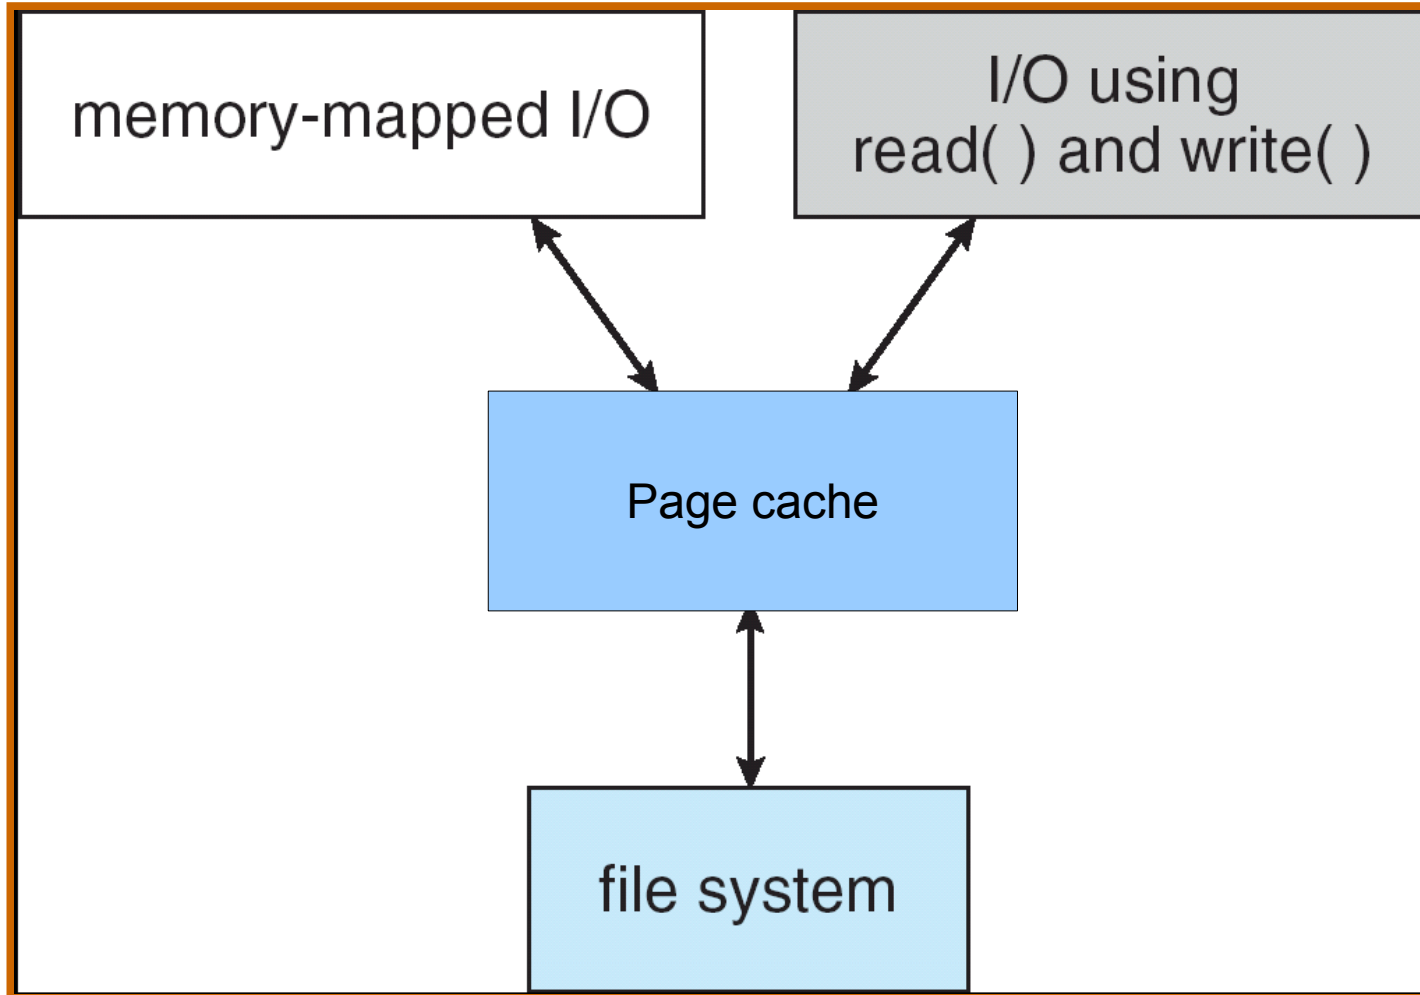 memory-mapped I/O
I/O using
read( ) and write( )
Page cache
file system